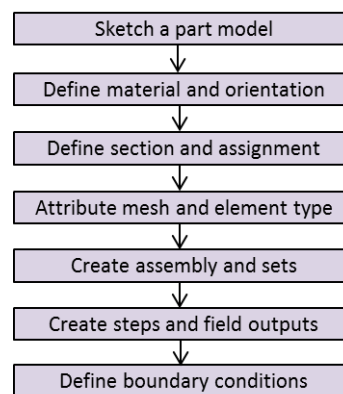 Sketch a part model
Define material and orientation
Define section and assignment
Attribute mesh and element type
Create assembly and sets
Create steps and field outputs
Define boundary conditions